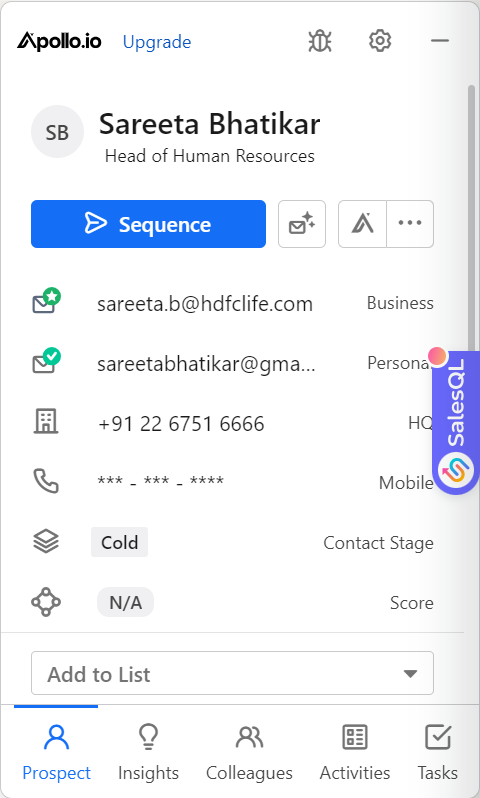 Apollo.io Upgrade
SB
Sareeta Bhatikar
Head of Human Resources
Sequence
sareeta.b@hdfclife.com Business
sareetabhatikar@gma... Persona
+91 22 6751 6666 HQ
*** - *** - **** Mobile
Cold Contact Stage
N/A Score
SalesQL
Add to List
Prospect Insights Colleagues Activities Tasks